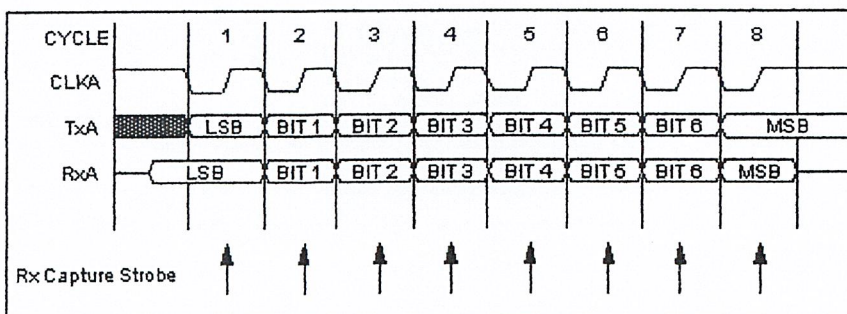 CYCLE 1 2 3 4 5 6 7 8
CLKA
TxA LSB BIT 1 BIT 2 BIT 3 BIT 4 BIT 5 BIT 6 MSB
RxA LSB BIT 1 BIT 2 BIT 3 BIT 4 BIT 5 BIT 6 MSB
Rx Capture Strobe